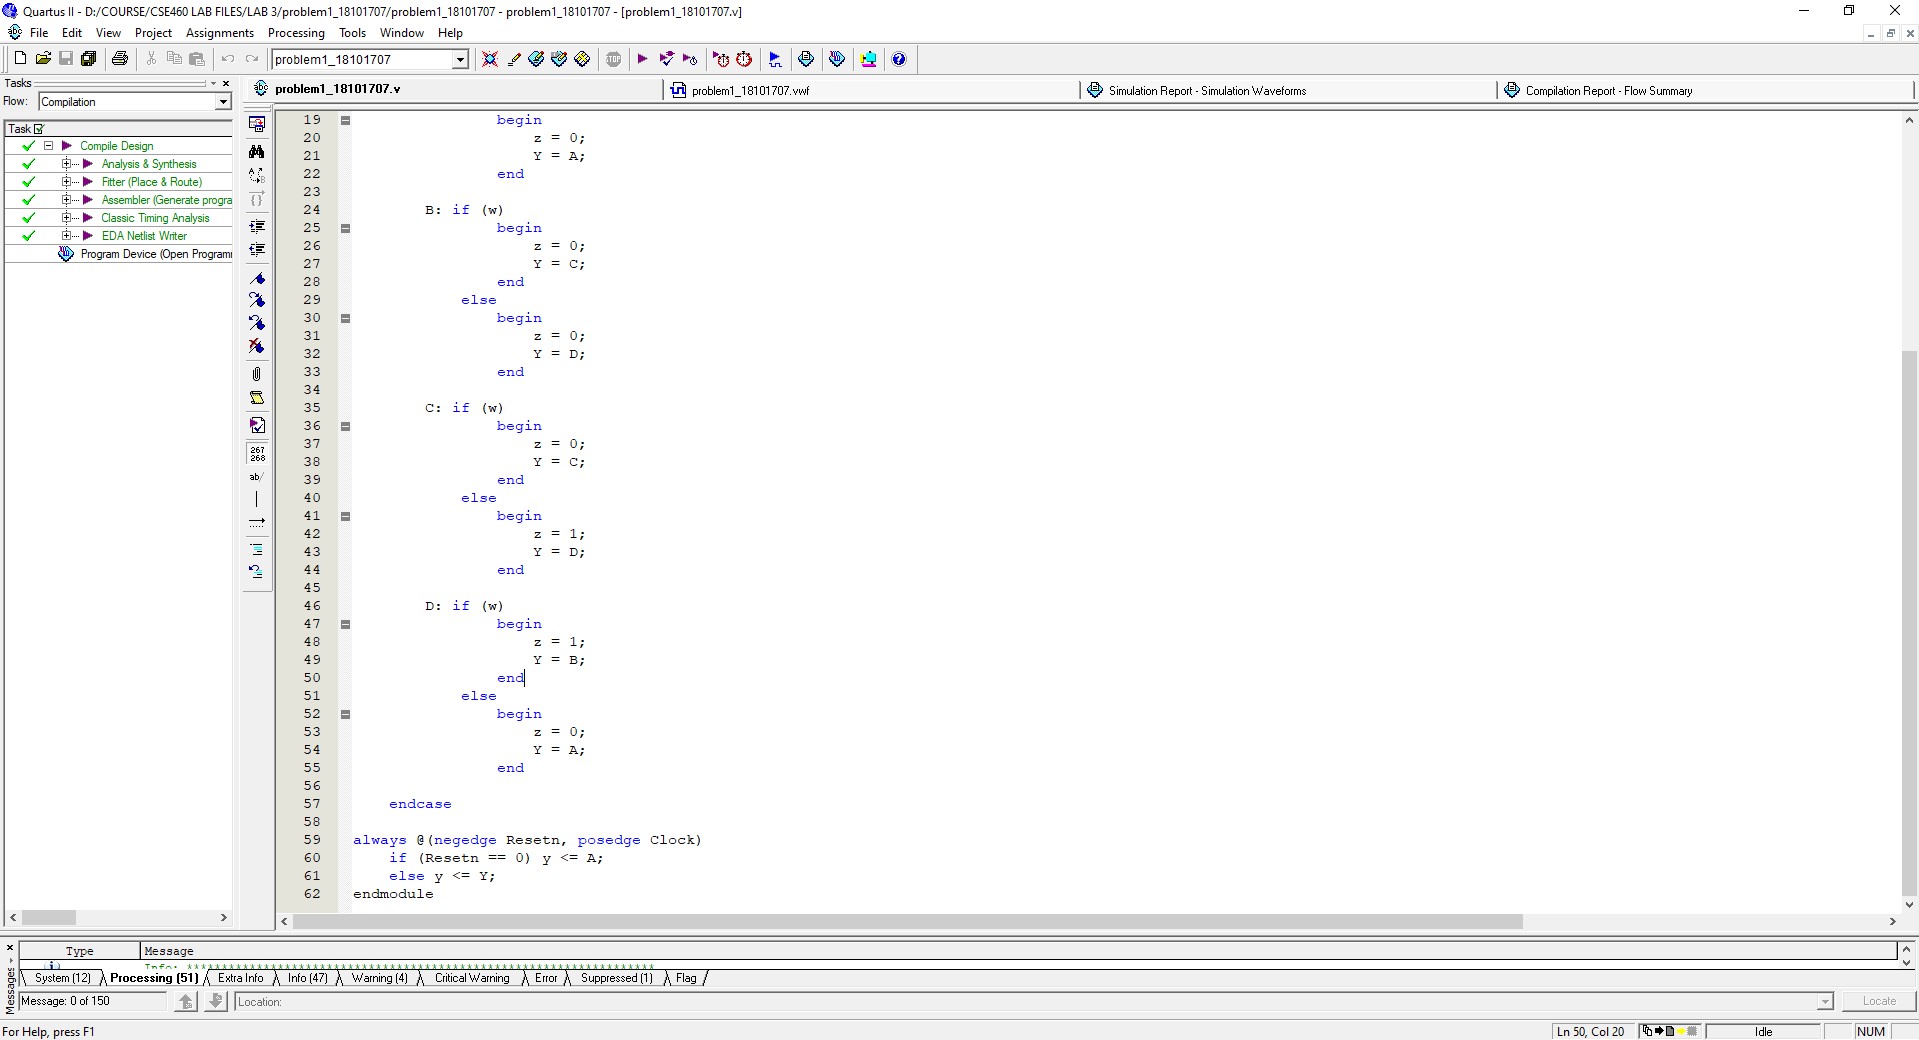 Quartus II - D:/COURSE/CSE460 LAB FILES/LAB 3/problem1_18101707/problem1_18101707 - problem1_18101707 - [problem1_18101707.v]
File Edit View Project Assignments Processing Tools Window Help
problem1_18101707
Tasks
Flow: Compilation
Task
Compile Design
Analysis & Synthesis
Fitter (Place & Route)
Assembler (Generate progra
Classic Timing Analysis
EDA Netlist Writer
Program Device (Open Program
problem1_18101707.v
problem1_18101707.vwf
Simulation Report - Simulation Waveforms
Compilation Report - Flow Summary
267
268
ab/
19 begin
20 z = 0;
21 Y = A;
22 end
23
24 B: if (w)
25 begin
26 z = 0;
27 Y = C;
28 end
29 else
30 begin
31 z = 0;
32 Y = D;
33 end
34
35 C: if (w)
36 begin
37 z = 0;
38 Y = C;
39 end
40 else
41 begin
42 z = 1;
43 Y = D;
44 end
45
46 D: if (w)
47 begin
48 z = 1;
49 Y = B;
50 end
51 else
52 begin
53 z = 0;
54 Y = A;
55 end
56
57 endcase
58
59 always @(negedge Resetn, posedge Clock)
60 if (Resetn == 0) y <= A;
61 else y <= Y;
62 endmodule
Type Message
Messages
System (12) Processing (51) Extra Info Info (47) Warning (4) Critical Warning Error Suppressed (1) Flag
Message: 0 of 150
Location:
Locate
For Help, press F1
Ln 50, Col 20
Idle
NUM